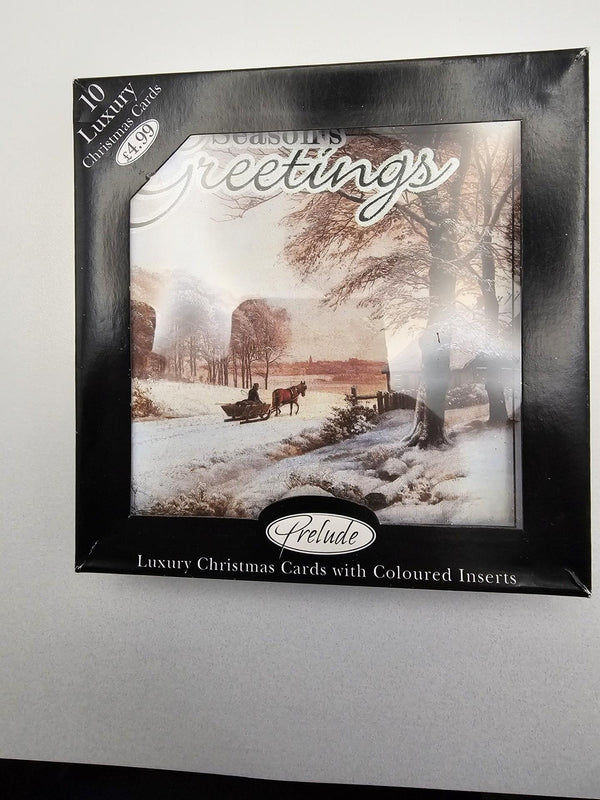 10
Luxury
Christmas Cards
£4.99
Season's
Greetings
Prelude
Luxury Christmas Cards with Coloured Inserts